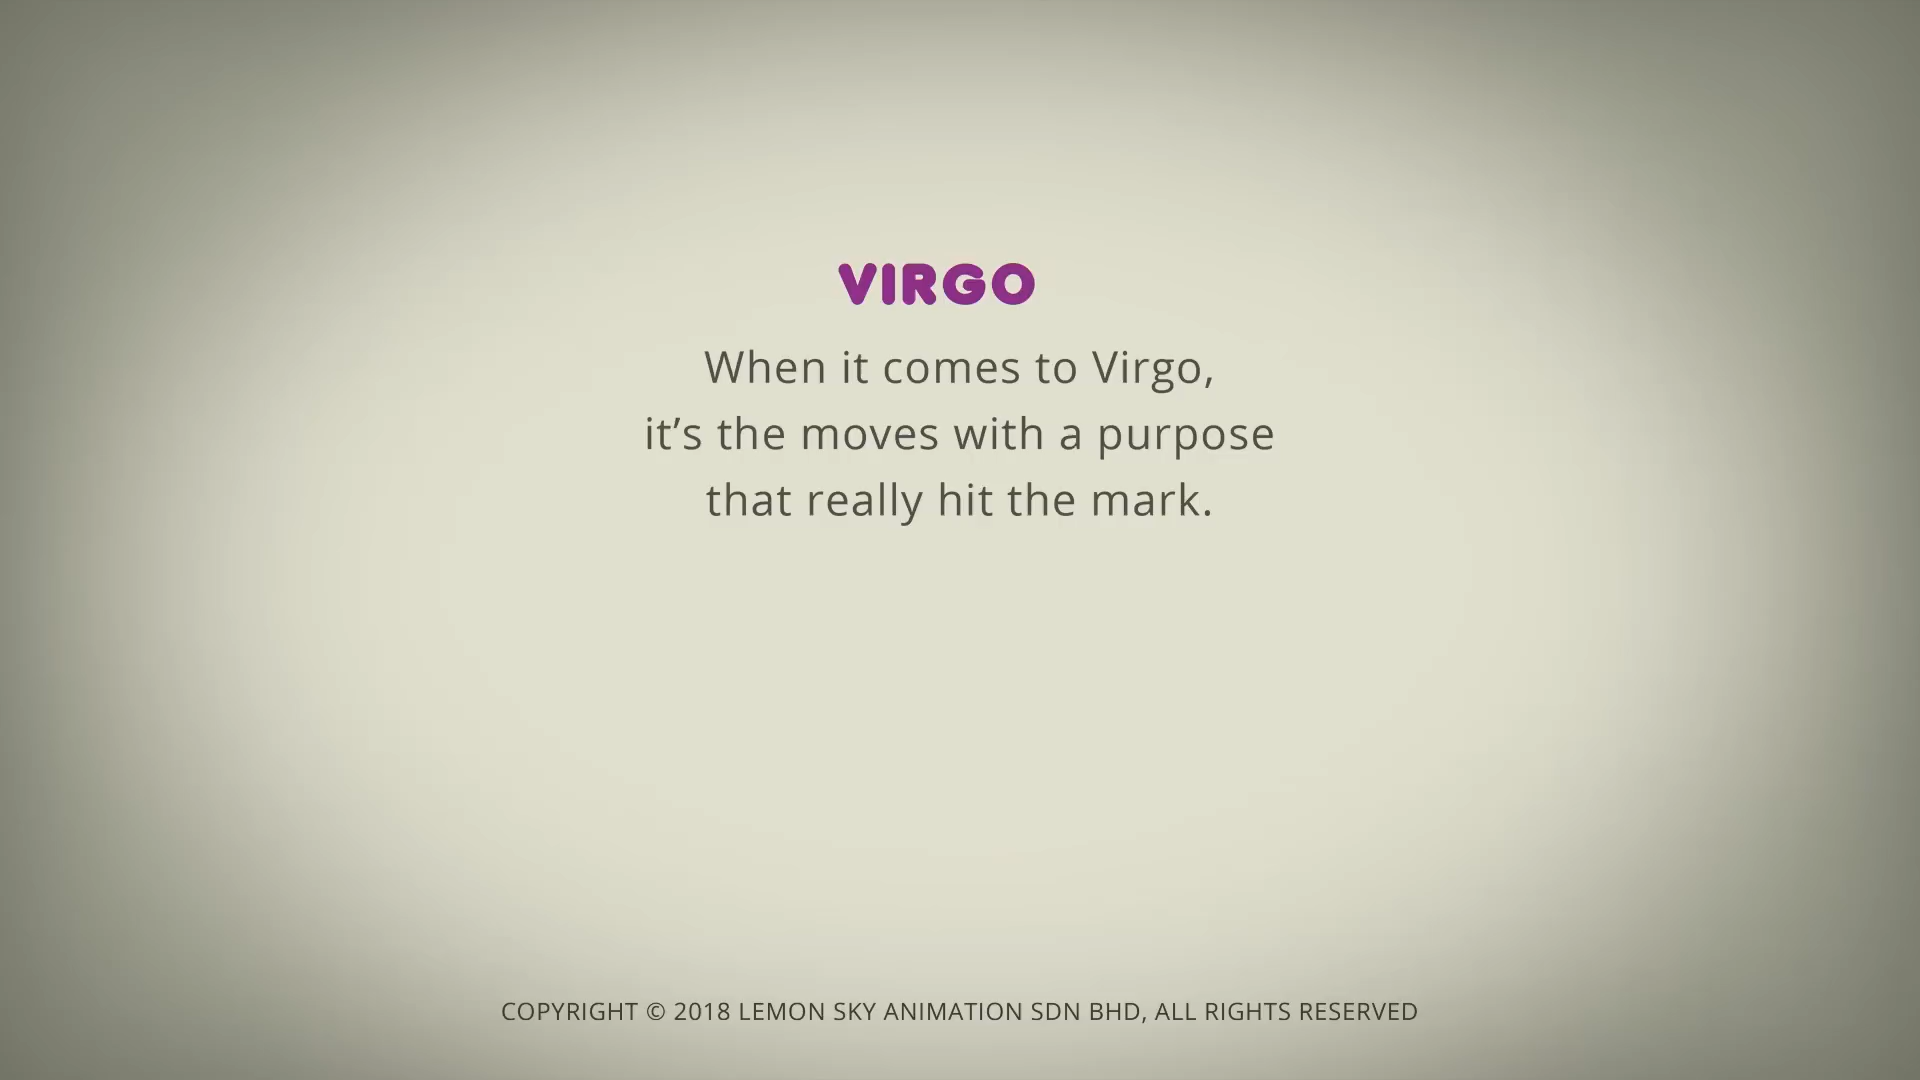 VIRGO
When it comes to Virgo,
it’s the moves with a purpose
that really hit the mark.
COPYRIGHT © 2018 LEMON SKY ANIMATION SDN BHD, ALL RIGHTS RESERVED